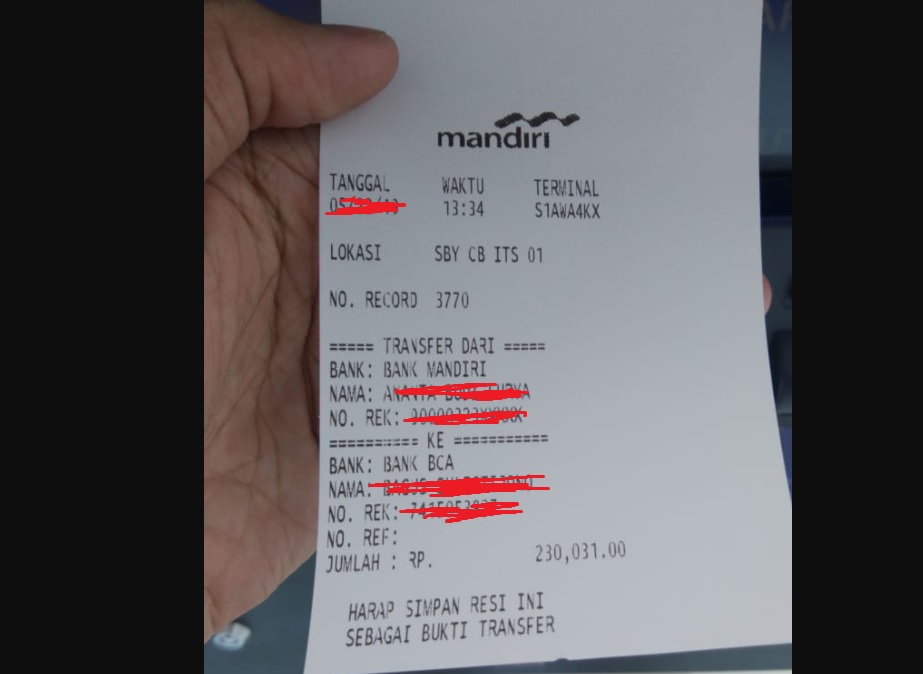 mandiri
TANGGAL WAKTU TERMINAL
13:34 S1AWA4KX
LOKASI SBY CB ITS 01
NO. RECORD 3770
===== TRANSFER DARI =====
BANK: BANK MANDIRI
NAMA:
NO. REK:
========== KE ===========
BANK: BANK BCA
NAMA:
NO. REK:
NO. REF:
JUMLAH : RP. 230,031.00
HARAP SIMPAN RESI INI
SEBAGAI BUKTI TRANSFER